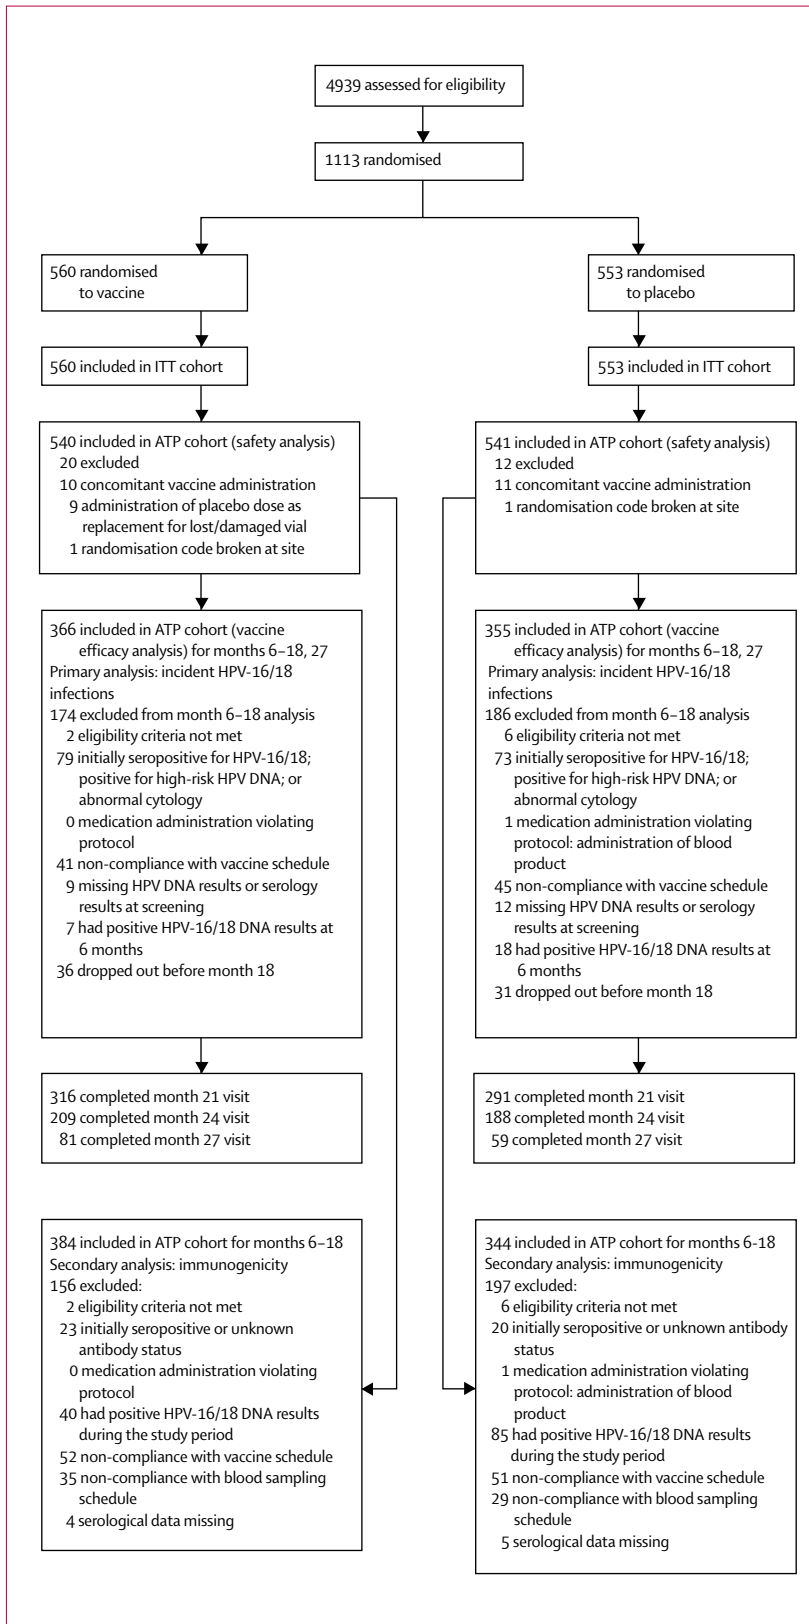 4939 assessed for eligibility
1113 randomised
560 randomised
to vaccine
553 randomised
to placebo
560 included in ITT cohort
553 included in ITT cohort
540 included in ATP cohort (safety analysis)
20 excluded
10 concomitant vaccine administration
9 administration of placebo dose as
replacement for lost/damaged vial
1 randomisation code broken at site
541 included in ATP cohort (safety analysis)
12 excluded
11 concomitant vaccine administration
1 randomisation code broken at site
366 included in ATP cohort (vaccine
efficacy analysis) for months 6–18, 27
Primary analysis: incident HPV-16/18
infections
174 excluded from month 6–18 analysis
2 eligibility criteria not met
79 initially seropositive for HPV-16/18;
positive for high-risk HPV DNA; or
abnormal cytology
0 medication administration violating
protocol
41 non-compliance with vaccine schedule
9 missing HPV DNA results or serology
results at screening
7 had positive HPV-16/18 DNA results at
6 months
36 dropped out before month 18
355 included in ATP cohort (vaccine
efficacy analysis) for months 6–18, 27
Primary analysis: incident HPV-16/18
infections
186 excluded from month 6–18 analysis
6 eligibility criteria not met
73 initially seropositive for HPV-16/18;
positive for high-risk HPV DNA; or
abnormal cytology
1 medication administration violating
protocol: administration of blood
product
45 non-compliance with vaccine schedule
12 missing HPV DNA results or serology
results at screening
18 had positive HPV-16/18 DNA results at
6 months
31 dropped out before month 18
316 completed month 21 visit
209 completed month 24 visit
81 completed month 27 visit
291 completed month 21 visit
188 completed month 24 visit
59 completed month 27 visit
384 included in ATP cohort for months 6–18
Secondary analysis: immunogenicity
156 excluded:
2 eligibility criteria not met
23 initially seropositive or unknown
antibody status
0 medication administration violating
protocol
40 had positive HPV-16/18 DNA results
during the study period
52 non-compliance with vaccine schedule
35 non-compliance with blood sampling
schedule
4 serological data missing
344 included in ATP cohort for months 6-18
Secondary analysis: immunogenicity
197 excluded:
6 eligibility criteria not met
20 initially seropositive or unknown antibody
status
1 medication administration violating
protocol: administration of blood
product
85 had positive HPV-16/18 DNA results
during the study period
51 non-compliance with vaccine schedule
29 non-compliance with blood sampling
schedule
5 serological data missing